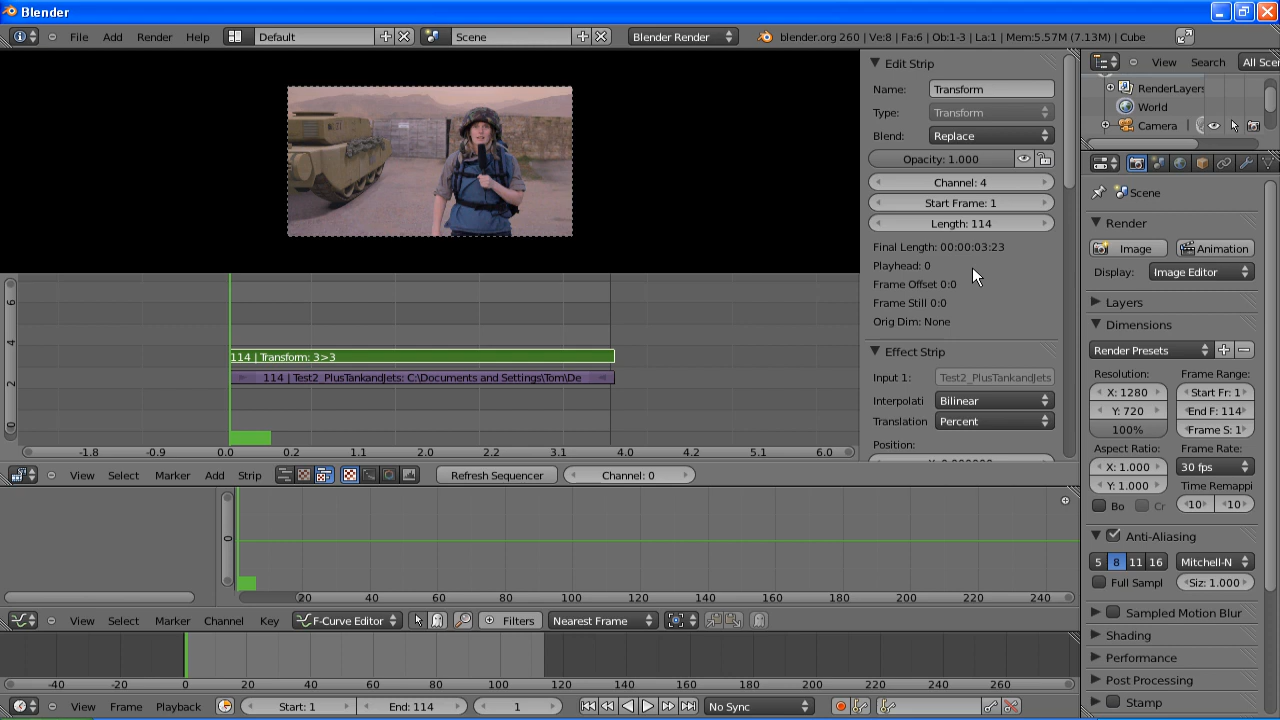 Blender
File Add Render Help Default Scene Blender Render blender.org 260 | Ve:8 | Fa:6 | Ob:1-3 | La:1 | Mem:5.57M (7.13M) | Cube
Edit Strip
Name: Transform
Type: Transform
Blend: Replace
Opacity: 1.000
Channel: 4
Start Frame: 1
Length: 114
Final Length: 00:00:03:23
Playhead: 0
Frame Offset 0:0
Frame Still 0:0
Orig Dim: None
Effect Strip
Input 1: Test2_PlusTankandJets
Interpolati Bilinear
Translation Percent
Position:
6
4
2
0
114 | Transform: 3>3
114 | Test2_PlusTankandJets: C:\Documents and Settings\Tom\De
-1.8 -0.9 0.0 0.2 1.1 2.0 2.2 3.1 4.0 4.2 5.1 6.0
View Select Marker Add Strip Refresh Sequencer Channel: 0
0
20 40 60 80 100 120 140 160 180 200 220 240
View Select Marker Channel Key F-Curve Editor Filters Nearest Frame
-40 -20 0 20 40 60 80 100 120 140 160 180 200 220 240 260
View Frame Playback Start: 1 End: 114 1 No Sync
View Search All Scen
RenderLayers
World
Camera
Scene
Render
Image Animation
Display: Image Editor
Layers
Dimensions
Render Presets
Resolution: Frame Range:
X: 1280 Start Fr: 1
Y: 720 End F: 114
100% Frame S: 1
Aspect Ratio: Frame Rate:
X: 1.000 30 fps
Y: 1.000 Time Remappi
Bo Cr 10 10
Anti-Aliasing
5 8 11 16 Mitchell-N
Full Sampl Siz: 1.000
Sampled Motion Blur
Shading
Performance
Post Processing
Stamp